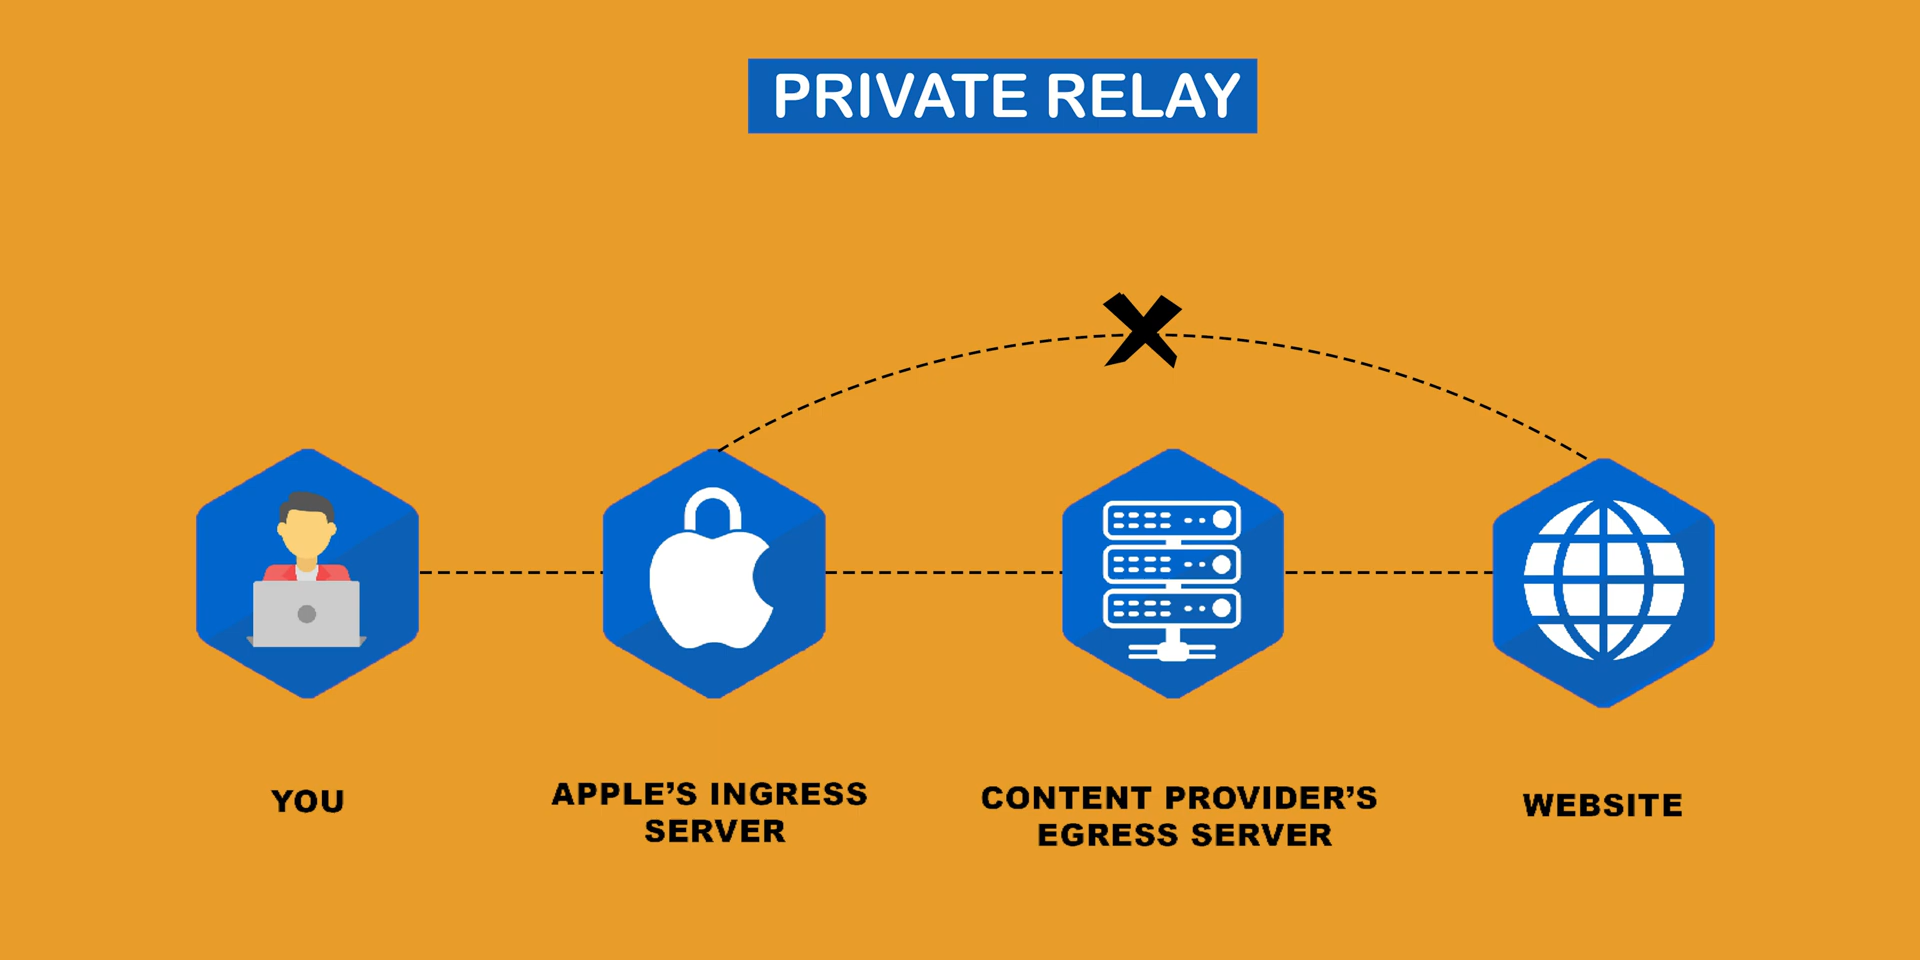 PRIVATE RELAY
YOU
APPLE’S INGRESS
SERVER
CONTENT PROVIDER’S
EGRESS SERVER
WEBSITE